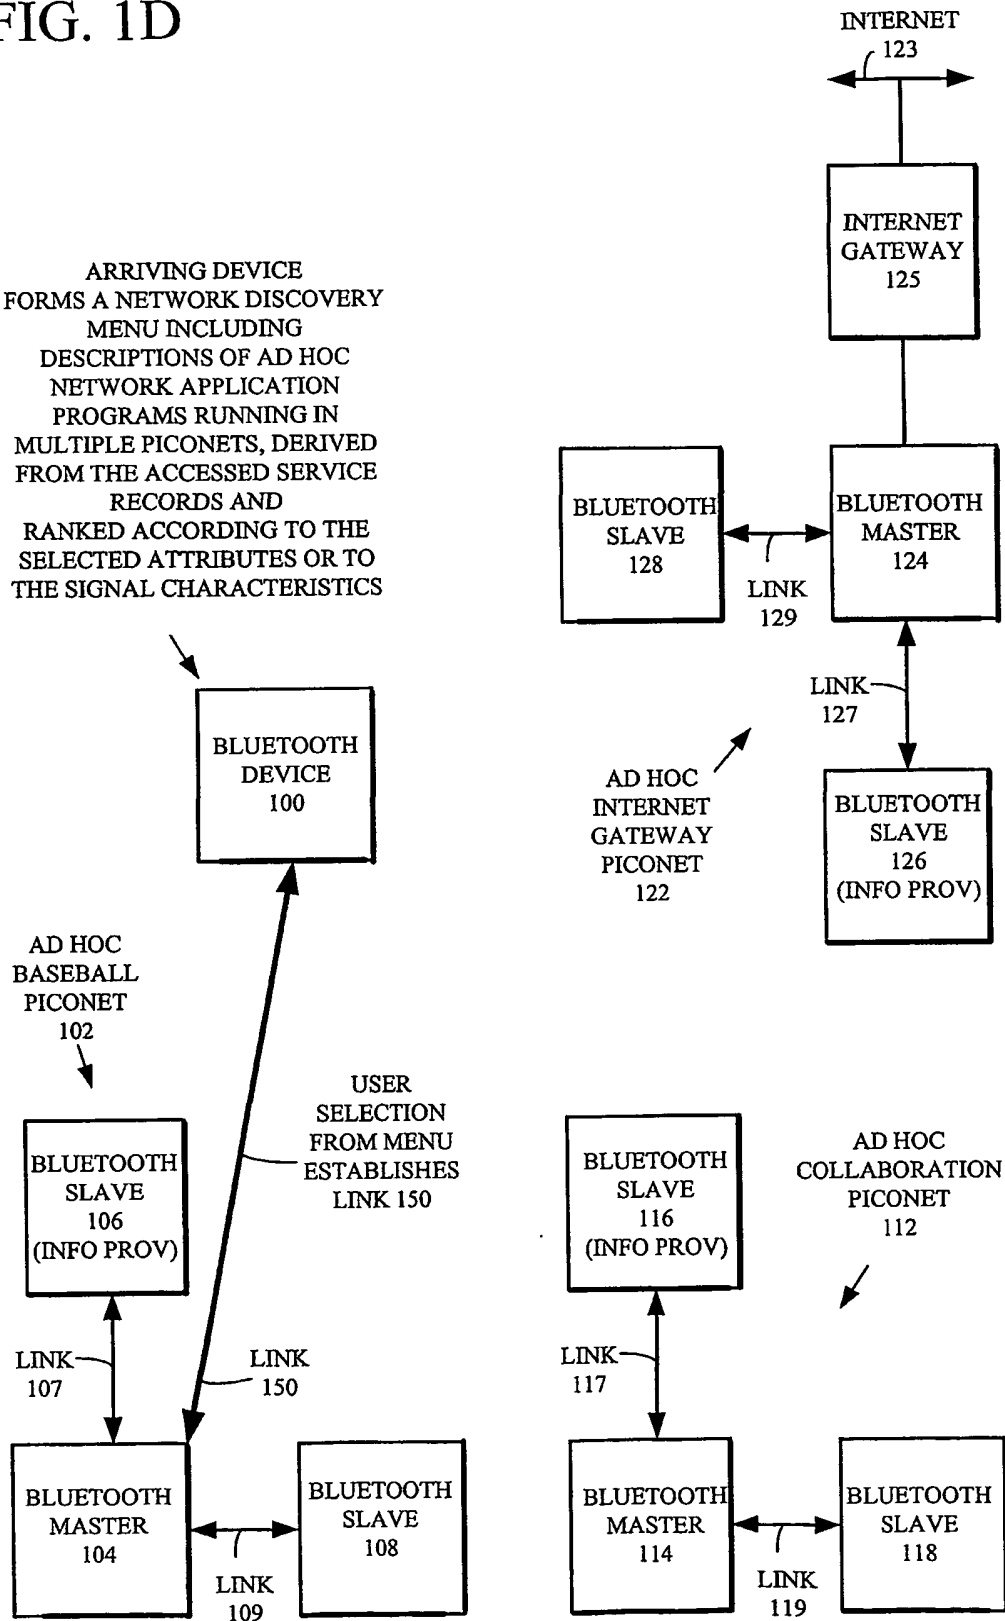 FIG. 1D
INTERNET
123
INTERNET
GATEWAY
125
ARRIVING DEVICE
FORMS A NETWORK DISCOVERY
MENU INCLUDING
DESCRIPTIONS OF AD HOC
NETWORK APPLICATION
PROGRAMS RUNNING IN
MULTIPLE PICONETS, DERIVED
FROM THE ACCESSED SERVICE
RECORDS AND
RANKED ACCORDING TO THE
SELECTED ATTRIBUTES OR TO
THE SIGNAL CHARACTERISTICS
BLUETOOTH
SLAVE
128
LINK
129
BLUETOOTH
MASTER
124
LINK
127
BLUETOOTH
DEVICE
100
AD HOC
INTERNET
GATEWAY
PICONET
122
BLUETOOTH
SLAVE
126
(INFO PROV)
AD HOC
BASEBALL
PICONET
102
USER
SELECTION
FROM MENU
ESTABLISHES
LINK 150
BLUETOOTH
SLAVE
106
(INFO PROV)
BLUETOOTH
SLAVE
116
(INFO PROV)
AD HOC
COLLABORATION
PICONET
112
LINK
107
LINK
150
LINK
117
BLUETOOTH
MASTER
104
LINK
109
BLUETOOTH
SLAVE
108
BLUETOOTH
MASTER
114
LINK
119
BLUETOOTH
SLAVE
118